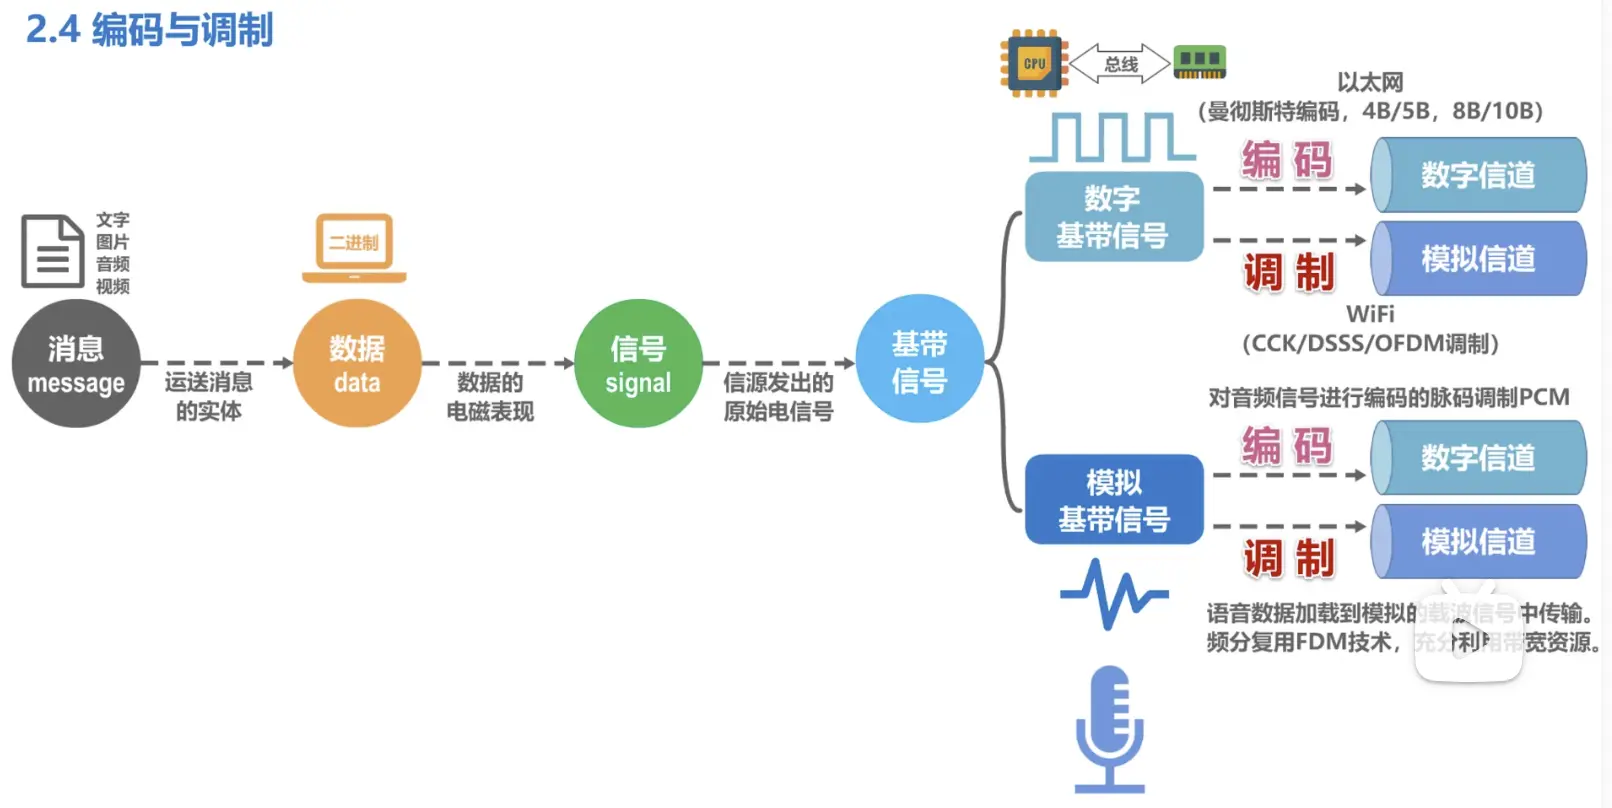 2.4 编码与调制
CPU
总线
以太网
（曼彻斯特编码，4B/5B，8B/10B）
编码
数字信道
数字
基带信号
调制
模拟信道
WiFi
（CCK/DSSS/OFDM调制）
文字
图片
音频
视频
二进制
消息
message
运送消息
的实体
数据
data
数据的
电磁表现
信号
signal
信源发出的
原始电信号
基带
信号
对音频信号进行编码的脉码调制PCM
编码
数字信道
模拟
基带信号
调制
模拟信道
语音数据加载到模拟的载波信号中传输。
频分复用FDM技术，充分利用带宽资源。